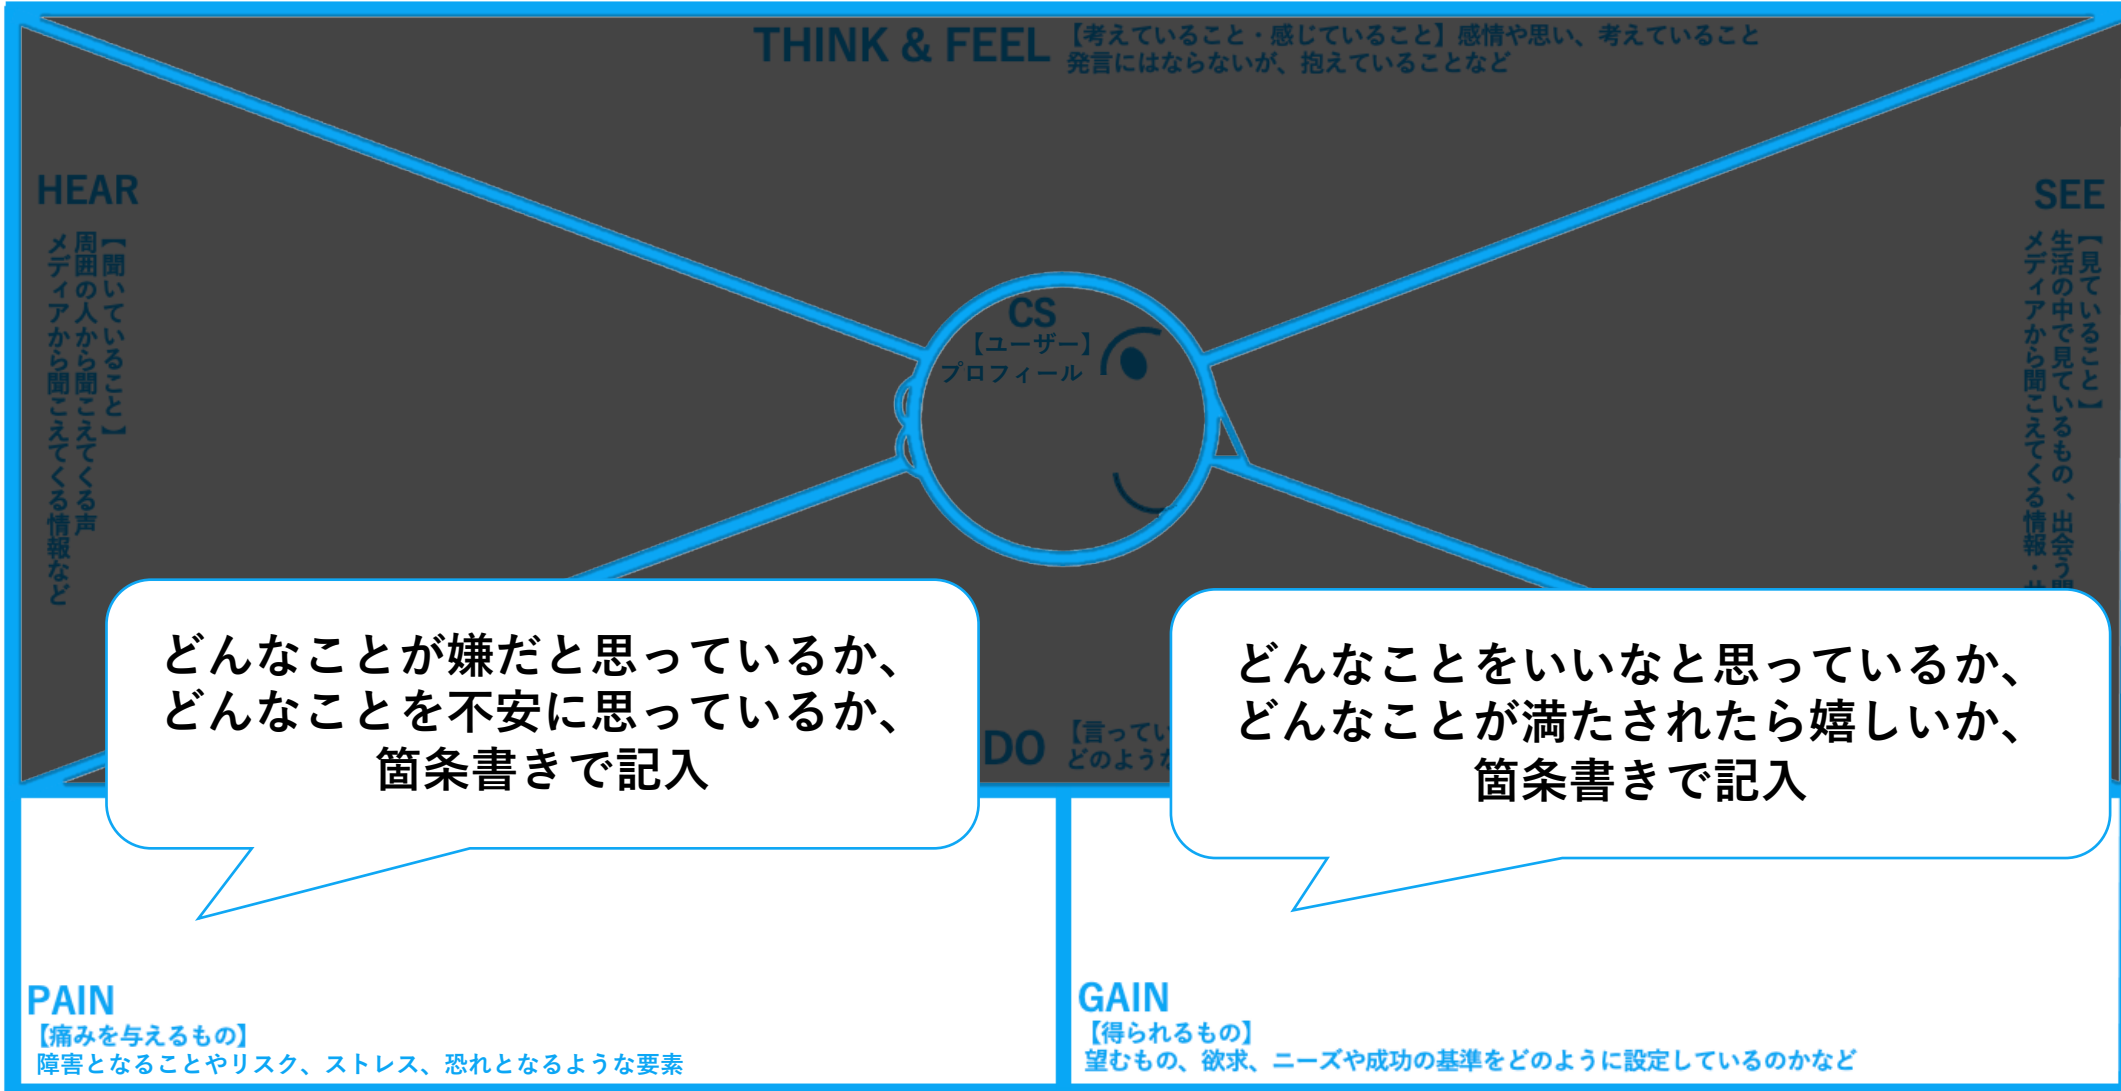 THINK & FEEL
【考えていること・感じていること】感情や思い、考えていること
発言にはならないが、抱えていることなど
HEAR
【聞いていること】
周囲の人から聞こえてくる声
メディアから聞こえてくる情報など
CS
【ユーザー】
プロフィール
SEE
【見ていること】
生活の中で見ているもの、出会う
メディアから聞こえてくる情報・
どんなことが嫌だと思っているか、
どんなことを不安に思っているか、
箇条書きで記入
DO
【言ってい
どのような
どんなことをいいなと思っているか、
どんなことが満たされたら嬉しいか、
箇条書きで記入
PAIN
【痛みを与えるもの】
障害となることやリスク、ストレス、恐れとなるような要素
GAIN
【得られるもの】
望むもの、欲求、ニーズや成功の基準をどのように設定しているのかなど